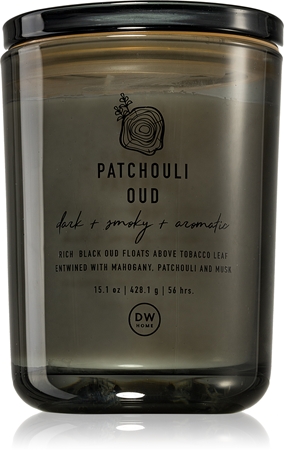 PATCHOULI
OUD
dark + smoky + aromatic
RICH BLACK OUD FLOATS ABOVE TOBACCO LEAF
ENTWINED WITH MAHOGANY, PATCHOULI AND MUSK
15.1 oz | 428.1 g | 56 hrs.
DW
HOME